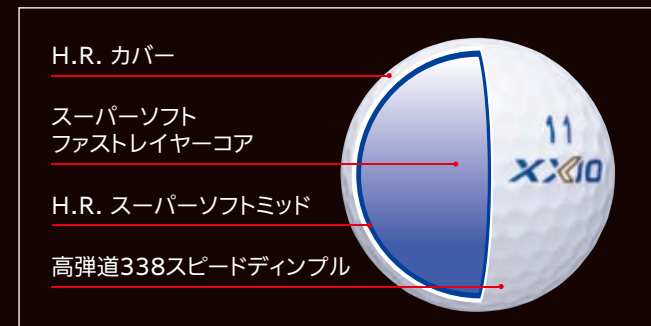 H.R. カバー
スーパーソフト
ファストレイヤーコア
H.R. スーパーソフトミッド
高弾道338スピードディンプル
11
XXIO